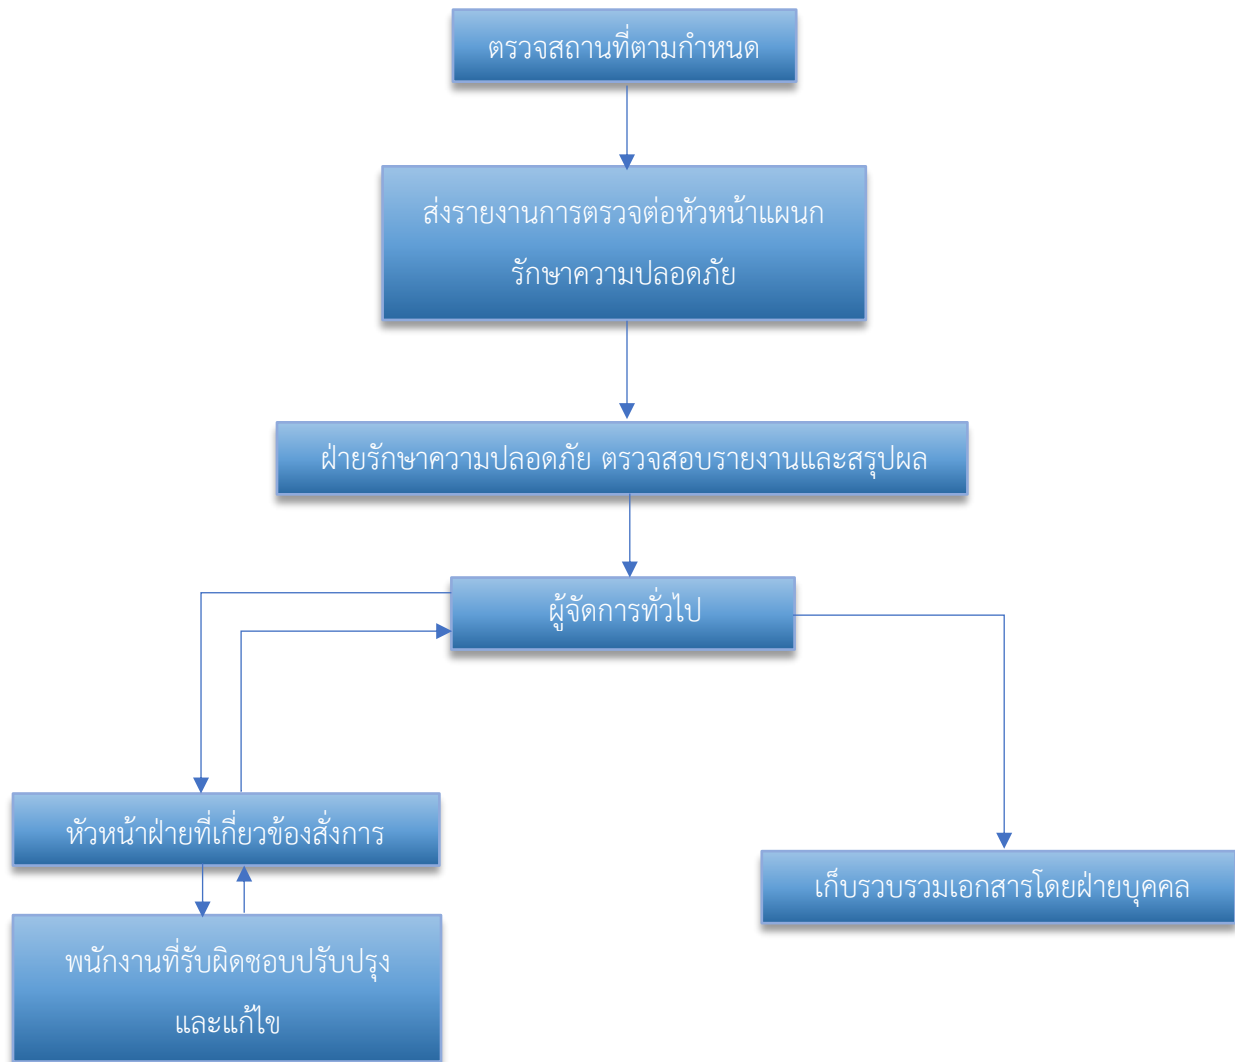 ตรวจสถานที่ตามกำหนด
ส่งรายงานการตรวจต่อหัวหน้าแผนก
รักษาความปลอดภัย
ฝ่ายรักษาความปลอดภัย ตรวจสอบรายงานและสรุปผล
ผู้จัดการทั่วไป
หัวหน้าฝ่ายที่เกี่ยวข้องสั่งการ
เก็บรวบรวมเอกสารโดยฝ่ายบุคคล
พนักงานที่รับผิดชอบปรับปรุง
และแก้ไข